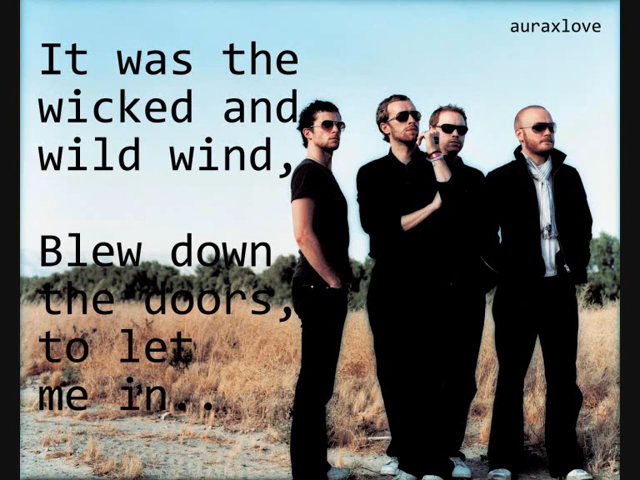 auraxlove
It was the
wicked and
wild wind,
Blew down
the doors,
to let
me in..